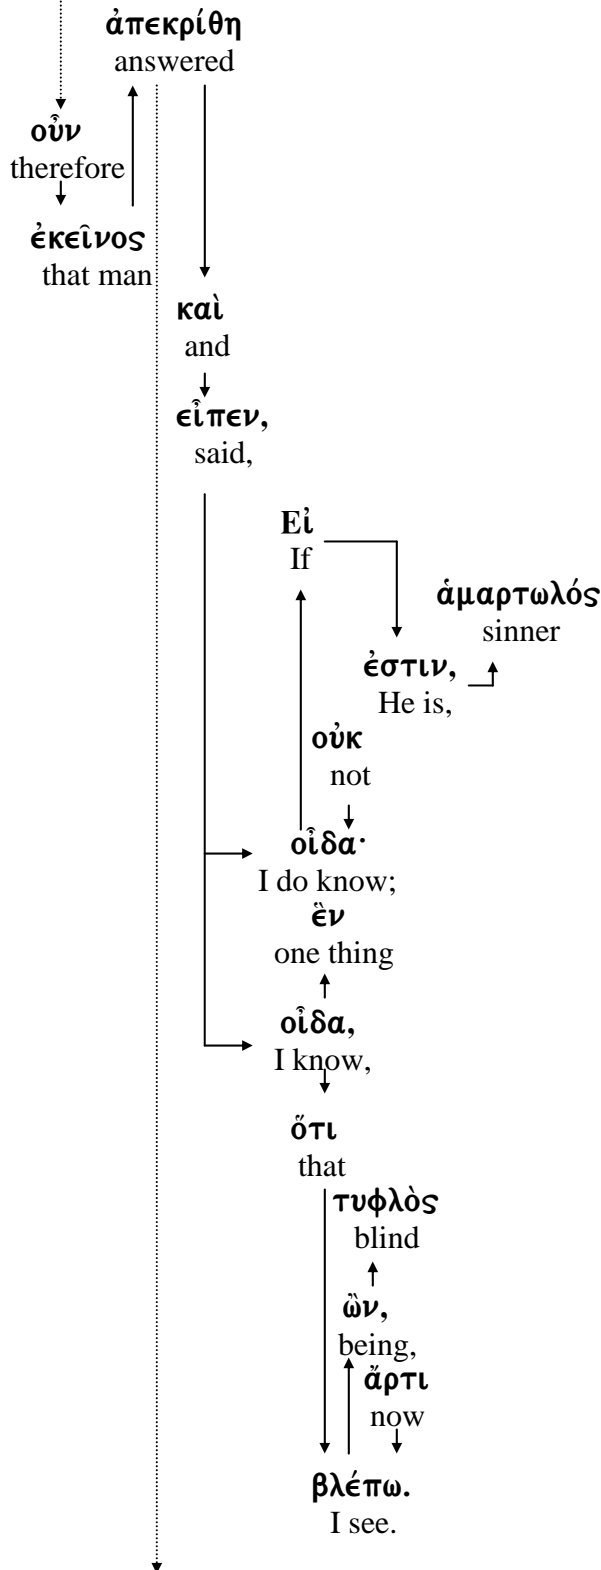 ἀπεκρίθη
answered
οὖν
therefore
ἐκεῖνος
that man
καὶ
and
εἶπεν,
said,
Εἰ
If
ἁμαρτωλός
sinner
ἐστιν,
He is,
οὐκ
not
οἶδα·
I do know;
ἓν
one thing
οἶδα,
I know,
ὅτι
that
τυφλὸς
blind
ὢν,
being,
ἄρτι
now
βλέπω.
I see.